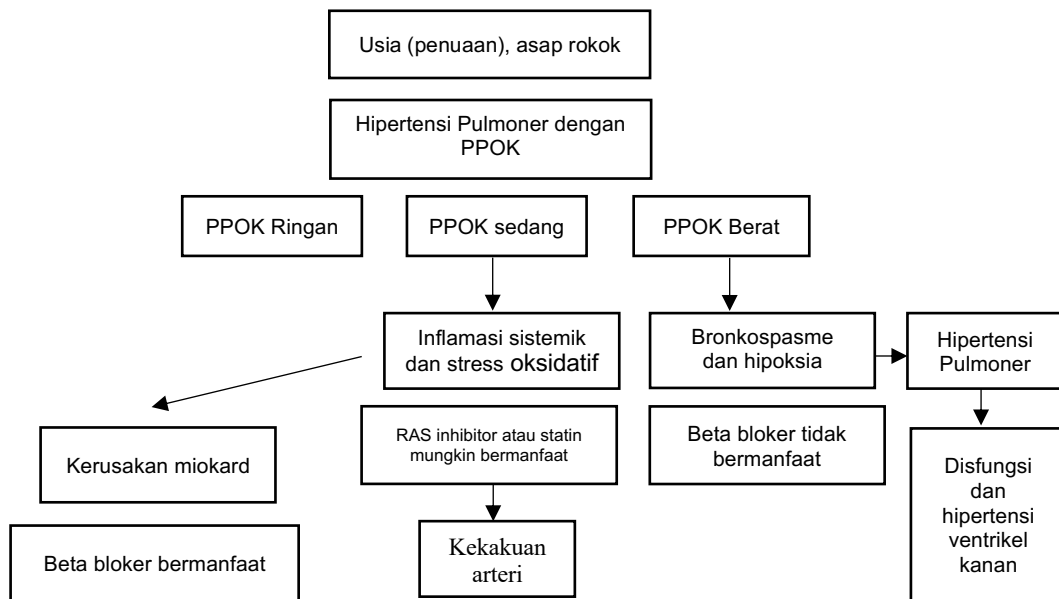 Usia (penuaan), asap rokok
Hipertensi Pulmoner dengan
PPOK
PPOK Ringan
PPOK sedang
PPOK Berat
Inflamasi sistemik
dan stress oksidatif
Bronkospasme
dan hipoksia
Hipertensi
Pulmoner
Kerusakan miokard
RAS inhibitor atau statin
mungkin bermanfaat
Beta bloker tidak
bermanfaat
Disfungsi
dan
hipertensi
ventrikel
kanan
Beta bloker bermanfaat
Kekakuan
arteri